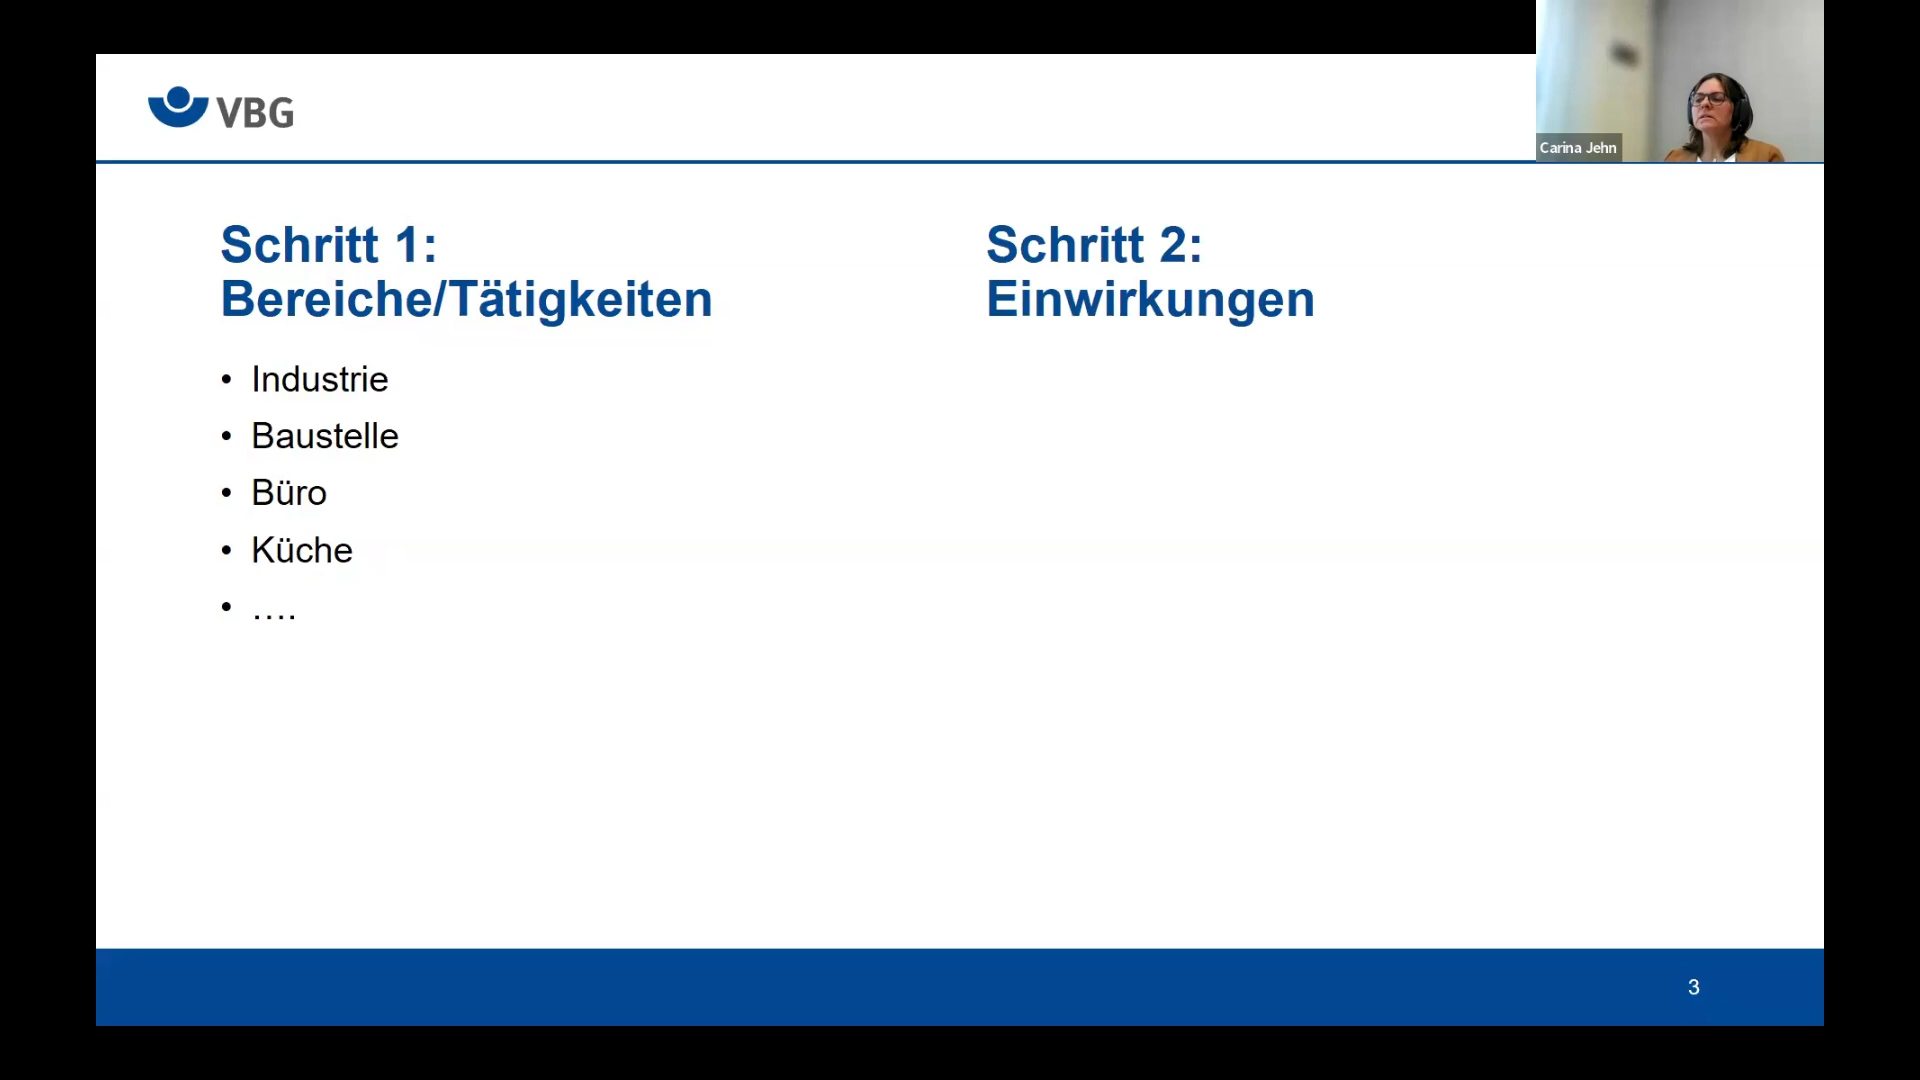 VBG
Carina Jehn
Schritt 1:
Bereiche/Tätigkeiten
• Industrie
• Baustelle
• Büro
• Küche
• ….
Schritt 2:
Einwirkungen
3